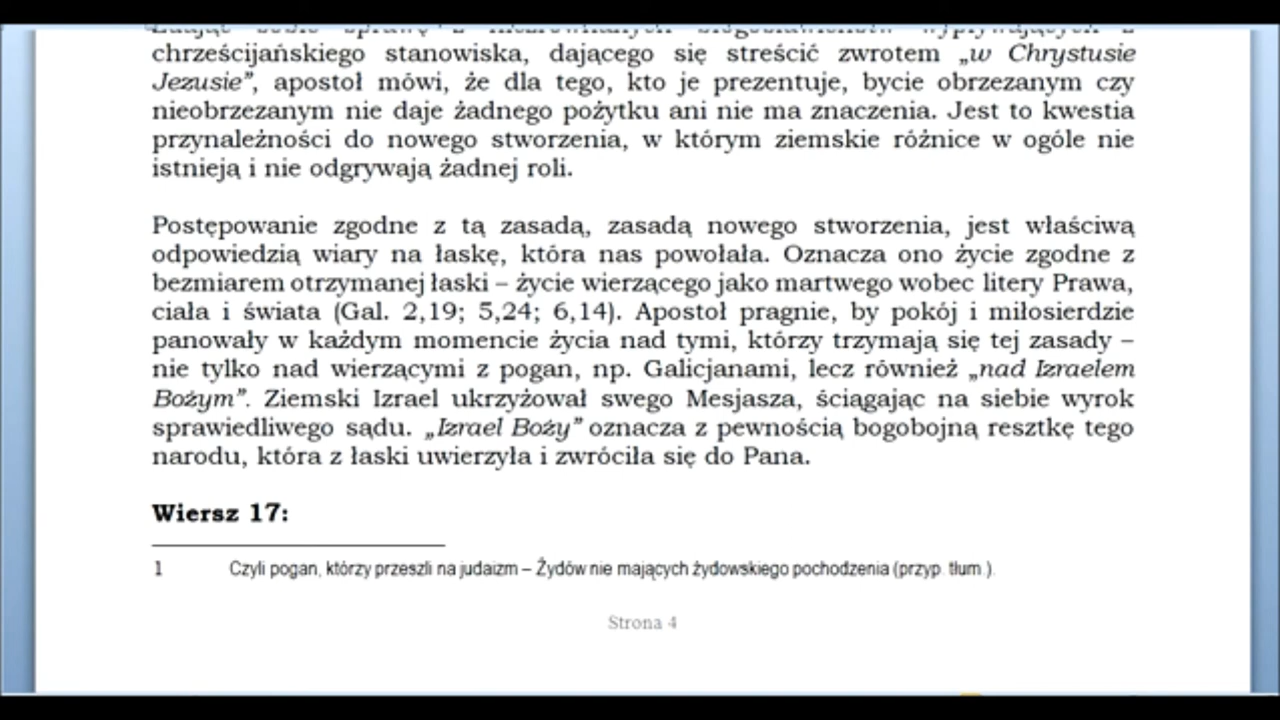 chrześcijańskiego stanowiska, dającego się streścić zwrotem „w Chrystusie
Jezusie”, apostoł mówi, że dla tego, kto je prezentuje, bycie obrzezanym czy
nieobrzezanym nie daje żadnego pożytku ani nie ma znaczenia. Jest to kwestia
przynależności do nowego stworzenia, w którym ziemskie różnice w ogóle nie
istnieją i nie odgrywają żadnej roli.
Postępowanie zgodne z tą zasadą, zasadą nowego stworzenia, jest właściwą
odpowiedzią wiary na łaskę, która nas powołała. Oznacza ono życie zgodne z
bezmiarem otrzymanej łaski – życie wierzącego jako martwego wobec litery Prawa,
ciała i świata (Gal. 2,19; 5,24; 6,14). Apostoł pragnie, by pokój i miłosierdzie
panowały w każdym momencie życia nad tymi, którzy trzymają się tej zasady –
nie tylko nad wierzącymi z pogan, np. Galicjanami, lecz również „nad Izraelem
Bożym”. Ziemski Izrael ukrzyżował swego Mesjasza, ściągając na siebie wyrok
sprawiedliwego sądu. „Izrael Boży” oznacza z pewnością bogobojną resztkę tego
narodu, która z łaski uwierzyła i zwróciła się do Pana.
Wiersz 17:
1 Czyli pogan, którzy przeszli na judaizm – Żydów nie mających żydowskiego pochodzenia (przyp. tłum.).
Strona 4